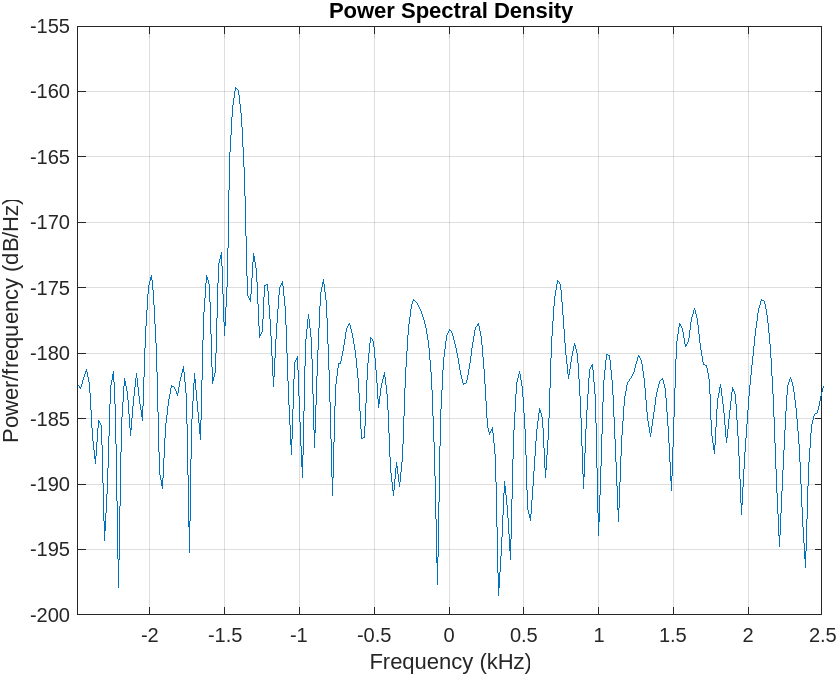 Power Spectral Density
Power/frequency (dB/Hz)
-155
-160
-165
-170
-175
-180
-185
-190
-195
-200
-2 -1.5 -1 -0.5 0 0.5 1 1.5 2 2.5
Frequency (kHz)